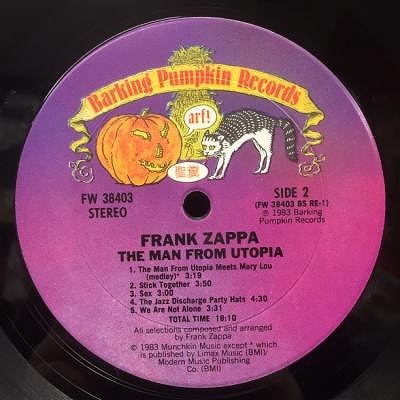 Barking Pumpkin Records
arf!
聖寂
FW 38403
STEREO
SIDE 2
(FW 38403 BS RE-1)
℗ 1983 Barking
Pumpkin Records
FRANK ZAPPA
THE MAN FROM UTOPIA
1. The Man From Utopia Meets Mary Lou
(medley)* 3:19
2. Stick Together 3:50
3. Sex 3:00
4. The Jazz Discharge Party Hats 4:30
5. We Are Not Alone 3:31
TOTAL TIME 18:10
All selections composed and arranged
by Frank Zappa
© 1983 Munchkin Music except * which
is published by Limax Music (BMI)/
Modern Music Publishing
Co. (BMI)